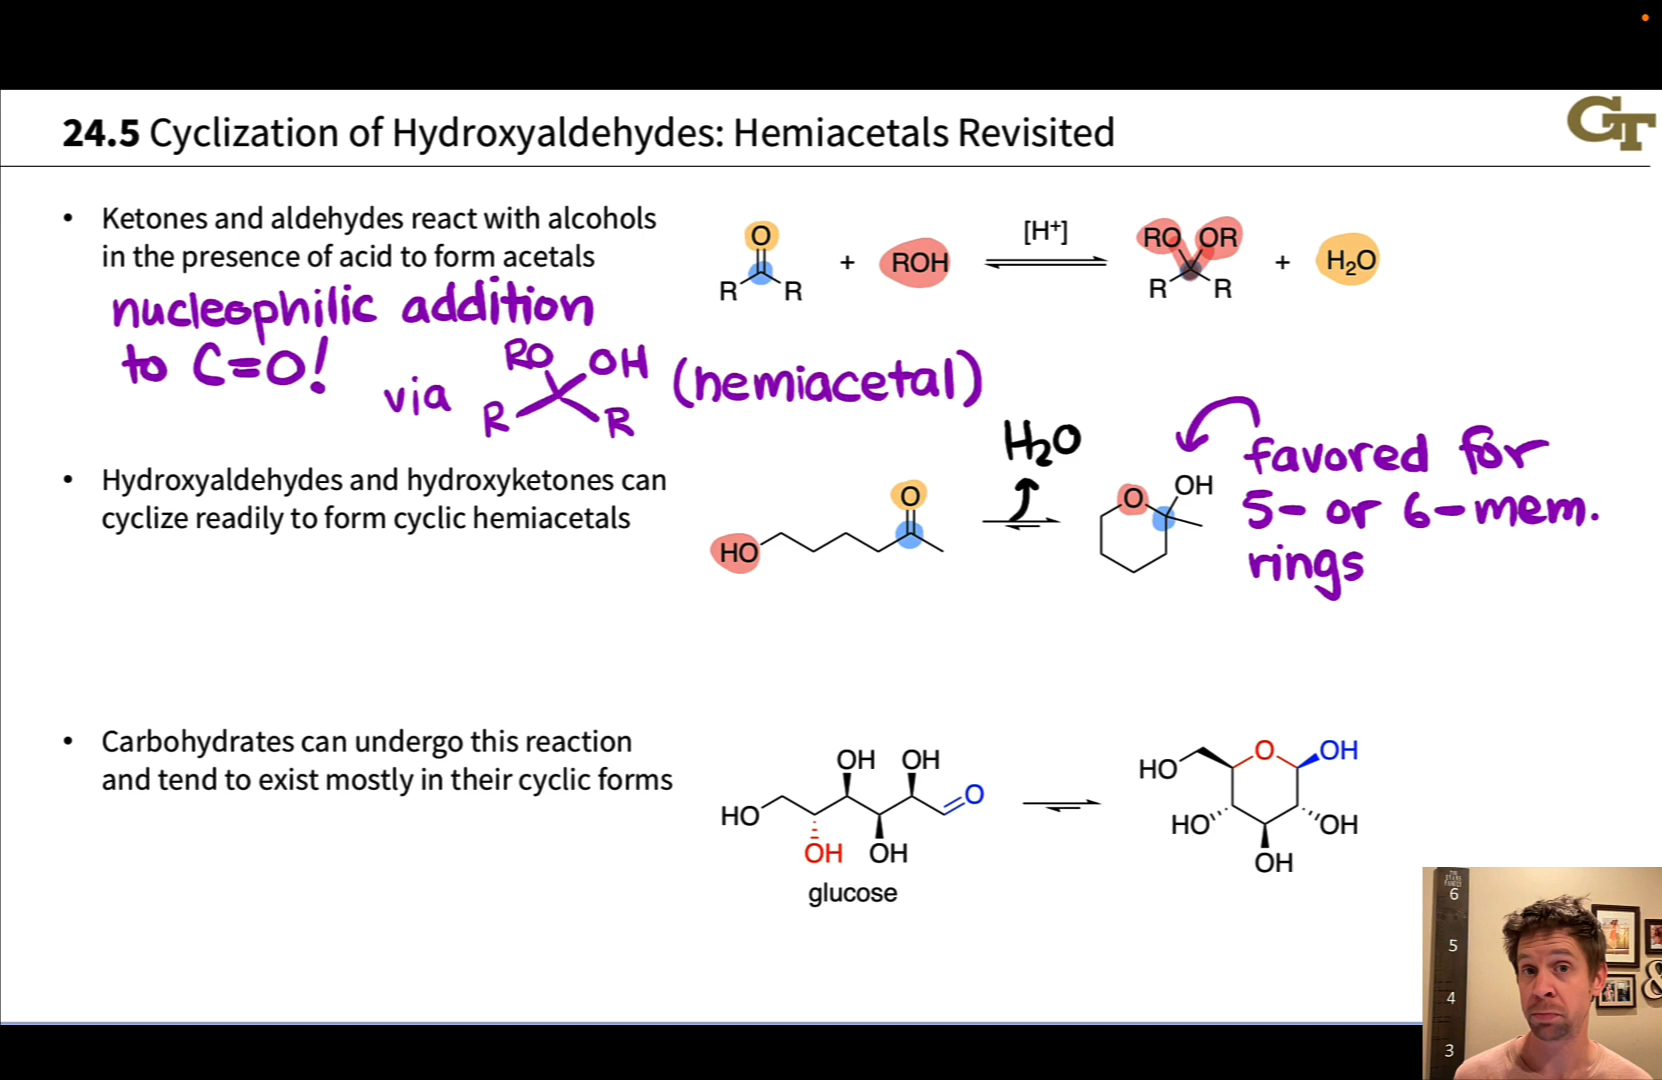 24.5 Cyclization of Hydroxyaldehydes: Hemiacetals Revisited
GT
• Ketones and aldehydes react with alcohols
in the presence of acid to form acetals
O
R R
+
ROH
[H⁺]
RO OR
R R
+
H₂O
nucleophilic addition
to C=O!
via
RO OH
R R
(hemiacetal)
• Hydroxyaldehydes and hydroxyketones can
cyclize readily to form cyclic hemiacetals
HO
O
H₂O
O OH
favored for
5- or 6-mem.
rings
• Carbohydrates can undergo this reaction
and tend to exist mostly in their cyclic forms
OH OH
HO O
OH OH
glucose
HO O OH
HO OH
OH
6
5
4
3
&